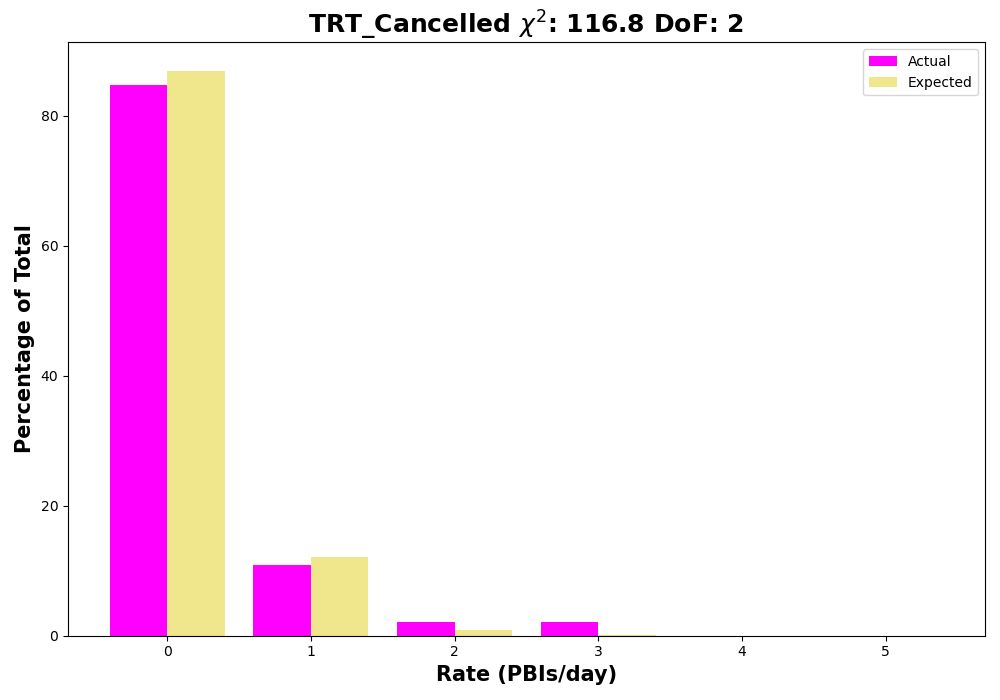 TRT_Cancelled χ²: 116.8 DoF: 2
Actual
Expected
Percentage of Total
80
60
40
20
0
0 1 2 3 4 5
Rate (PBIs/day)